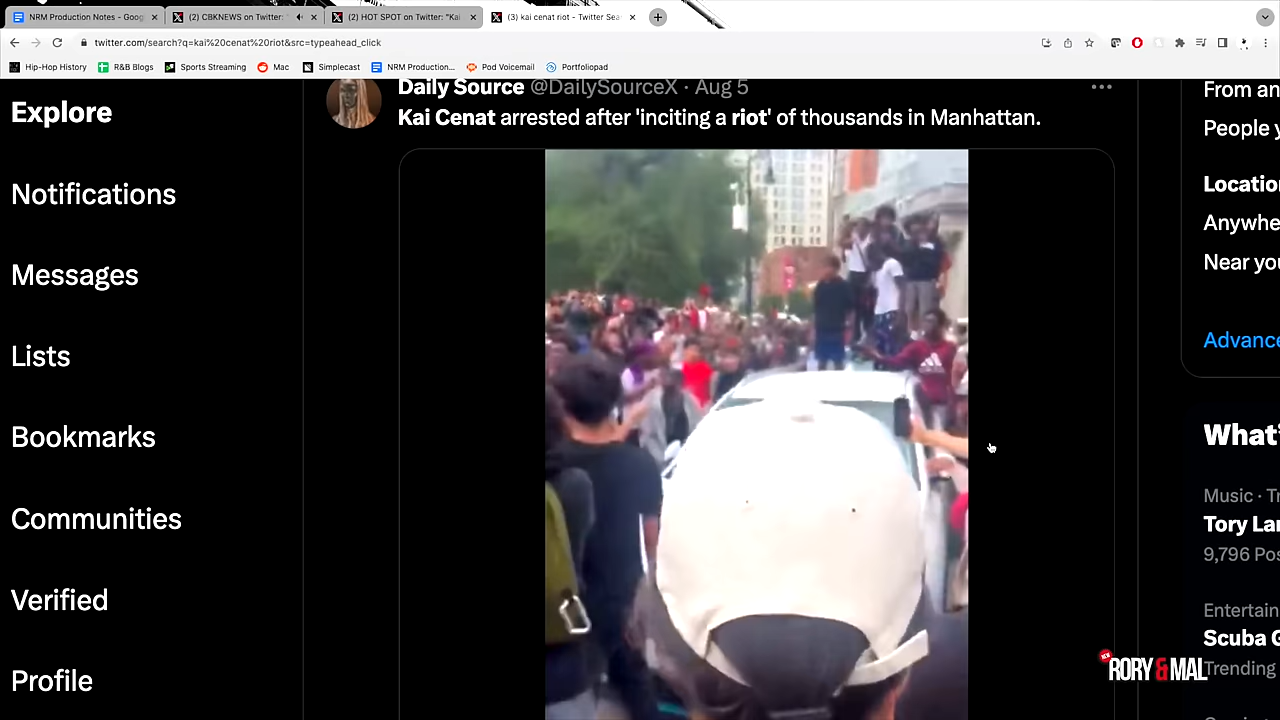 NRM Production Notes - Goog
(2) CBKNEWS on Twitter: "
(2) HOT SPOT on Twitter: "Kai
(3) kai cenat riot - Twitter Sea
twitter.com/search?q=kai%20cenat%20riot&src=typeahead_click
Hip-Hop History
R&B Blogs
Sports Streaming
Mac
Simplecast
NRM Production...
Pod Voicemail
Portfoliopad
Explore
Notifications
Messages
Lists
Bookmarks
Communities
Verified
Profile
Daily Source @DailySourceX · Aug 5
Kai Cenat arrested after 'inciting a riot' of thousands in Manhattan.
From an
People y
Locatio
Anywhe
Near you
Advance
What'
Music · Tr
Tory Lan
9,796 Pos
Entertain
Scuba G
Trending
NEW
RORY & MAL